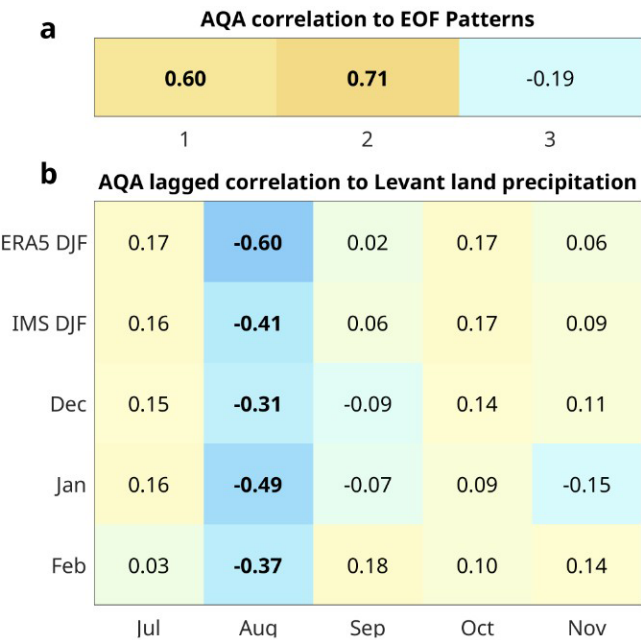 a
AQA correlation to EOF Patterns
0.60 0.71 -0.19
1 2 3
b
AQA lagged correlation to Levant land precipitation
ERA5 DJF 0.17 -0.60 0.02 0.17 0.06
IMS DJF 0.16 -0.41 0.06 0.17 0.09
Dec 0.15 -0.31 -0.09 0.14 0.11
Jan 0.16 -0.49 -0.07 0.09 -0.15
Feb 0.03 -0.37 0.18 0.10 0.14
Jul Aug Sep Oct Nov